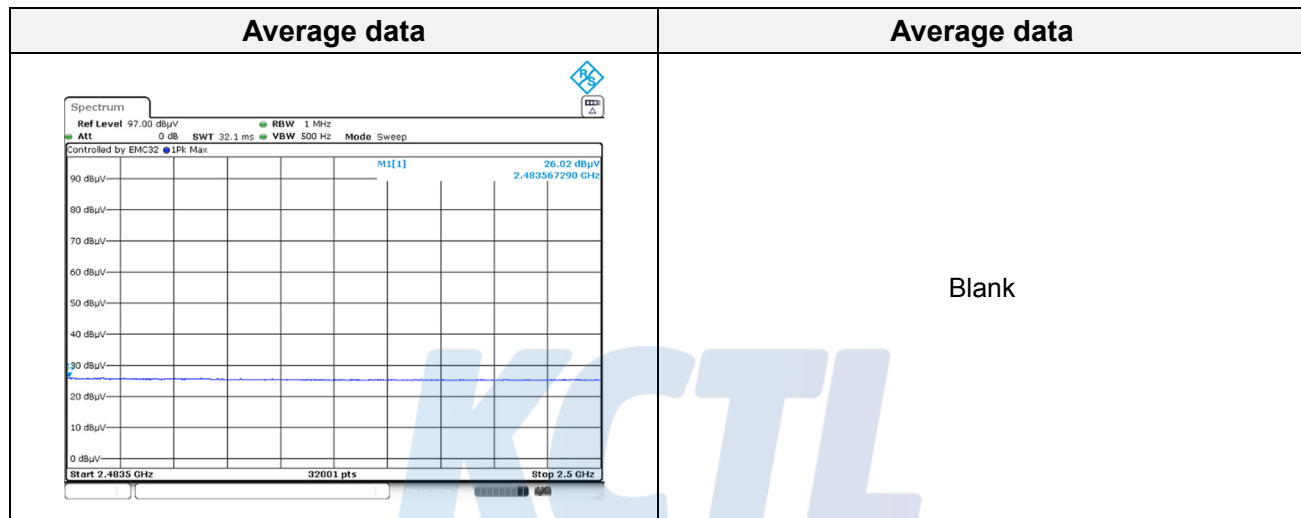 Average data
Average data
R&S
Spectrum
Ref Level 97.00 dBµV RBW 1 MHz
Att 0 dB SWT 32.1 ms VBW 500 Hz Mode Sweep
Controlled by EMC32 1Pk Max
M1[1] 26.02 dBµV
2.483567290 GHz
90 dBµV
80 dBµV
70 dBµV
60 dBµV
50 dBµV
40 dBµV
30 dBµV
20 dBµV
10 dBµV
0 dBµV
Start 2.4835 GHz 32001 pts Stop 2.5 GHz
Blank
KCTL